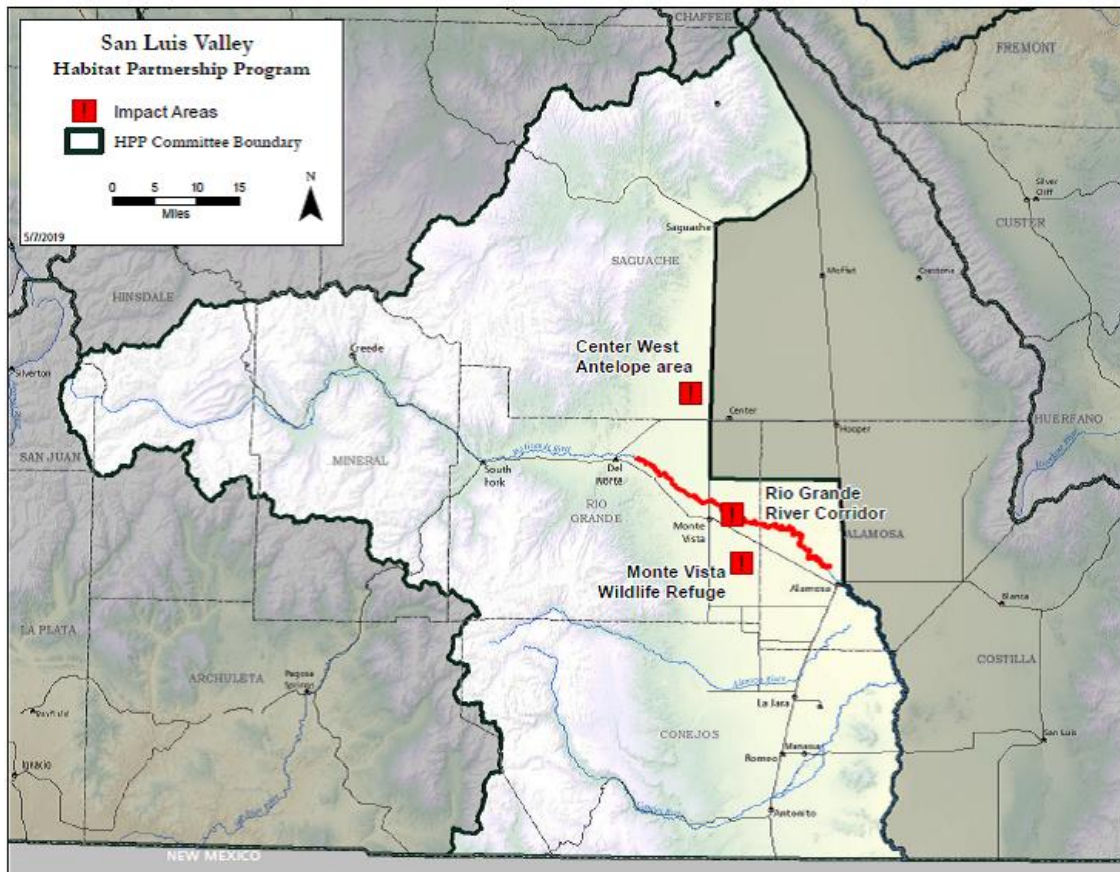 San Luis Valley
Habitat Partnership Program
! Impact Areas
HPP Committee Boundary
N
0 5 10 15
Miles
5/7/2019
CHAFFEE
FREMONT
Silver
Cliff
CUSTER
Saguache
SAGUACHE
Moffet
Crestone
HINSDALE
Creede
Silverton
Center West
Antelope area
!
Center
Hooper
HUERFANO
SAN JUAN
MINERAL
South
Fork
Del
Norte
RIO
GRANDE
Rio Grande
River Corridor
!
Monte
Vista
ALAMOSA
Monte Vista
Wildlife Refuge
!
Alamosa
Blanca
LA PLATA
ARCHULETA
Pagosa
Springs
COSTILLA
Alamosa River
La Jara
Bayfield
CONEJOS
Manassa
Romeo
San Luis
Ignacio
Antonito
NEW MEXICO